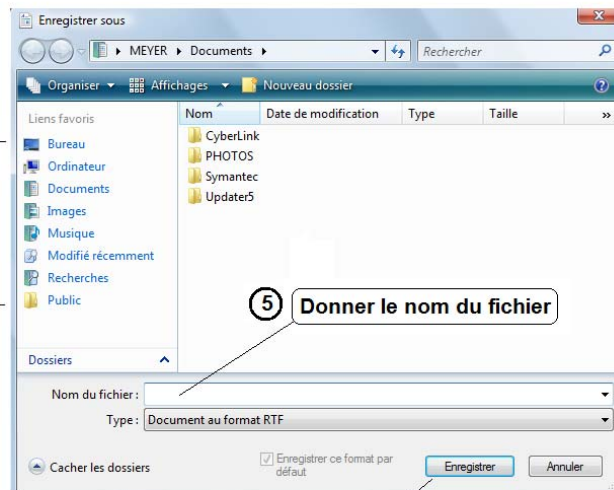 Enregistrer sous
MEYER Documents Rechercher
Organiser Affichages Nouveau dossier
Liens favoris
Bureau
Ordinateur
Documents
Images
Musique
Modifié récemment
Recherches
Public
Dossiers
Nom Date de modification Type Taille »
CyberLink
PHOTOS
Symantec
Updater5
5 Donner le nom du fichier
Nom du fichier :
Type : Document au format RTF
Cacher les dossiers
Enregistrer ce format par
défaut
Enregistrer Annuler